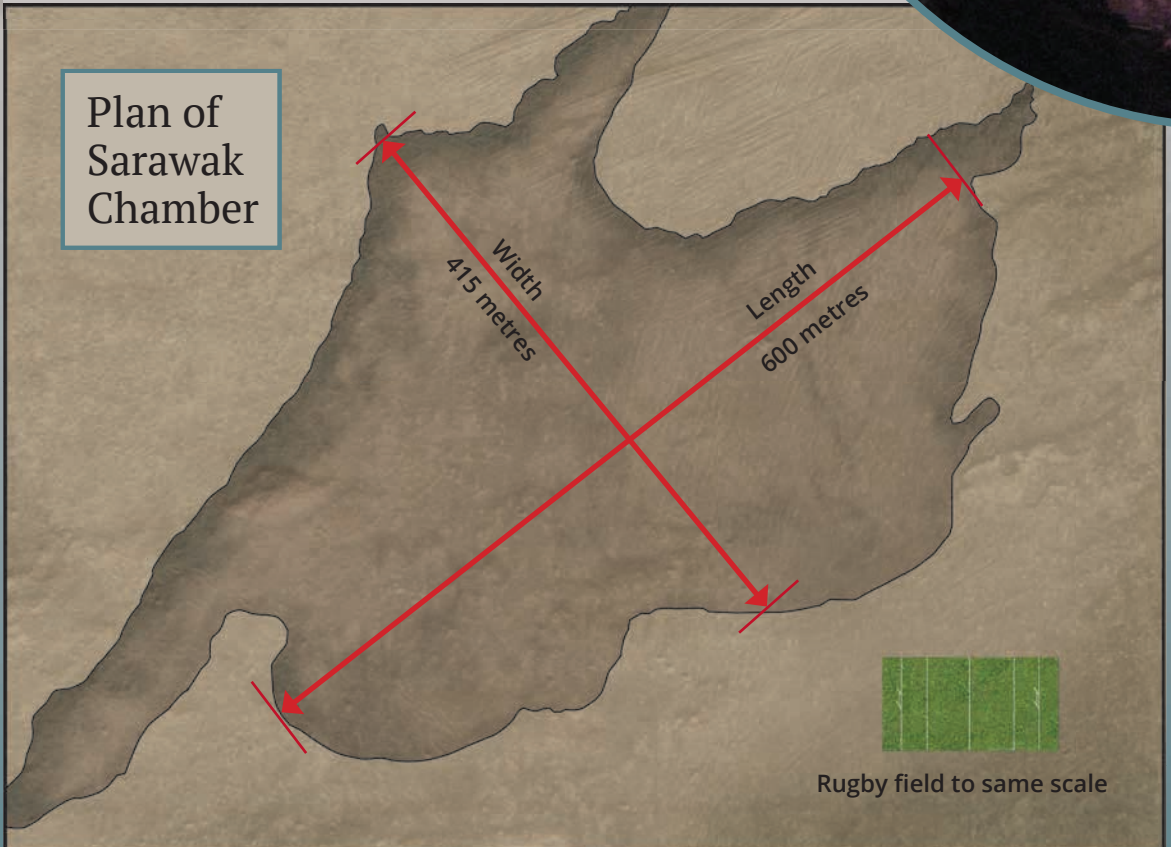 Plan of
Sarawak
Chamber
Width
415 metres
Length
600 metres
Rugby field to same scale